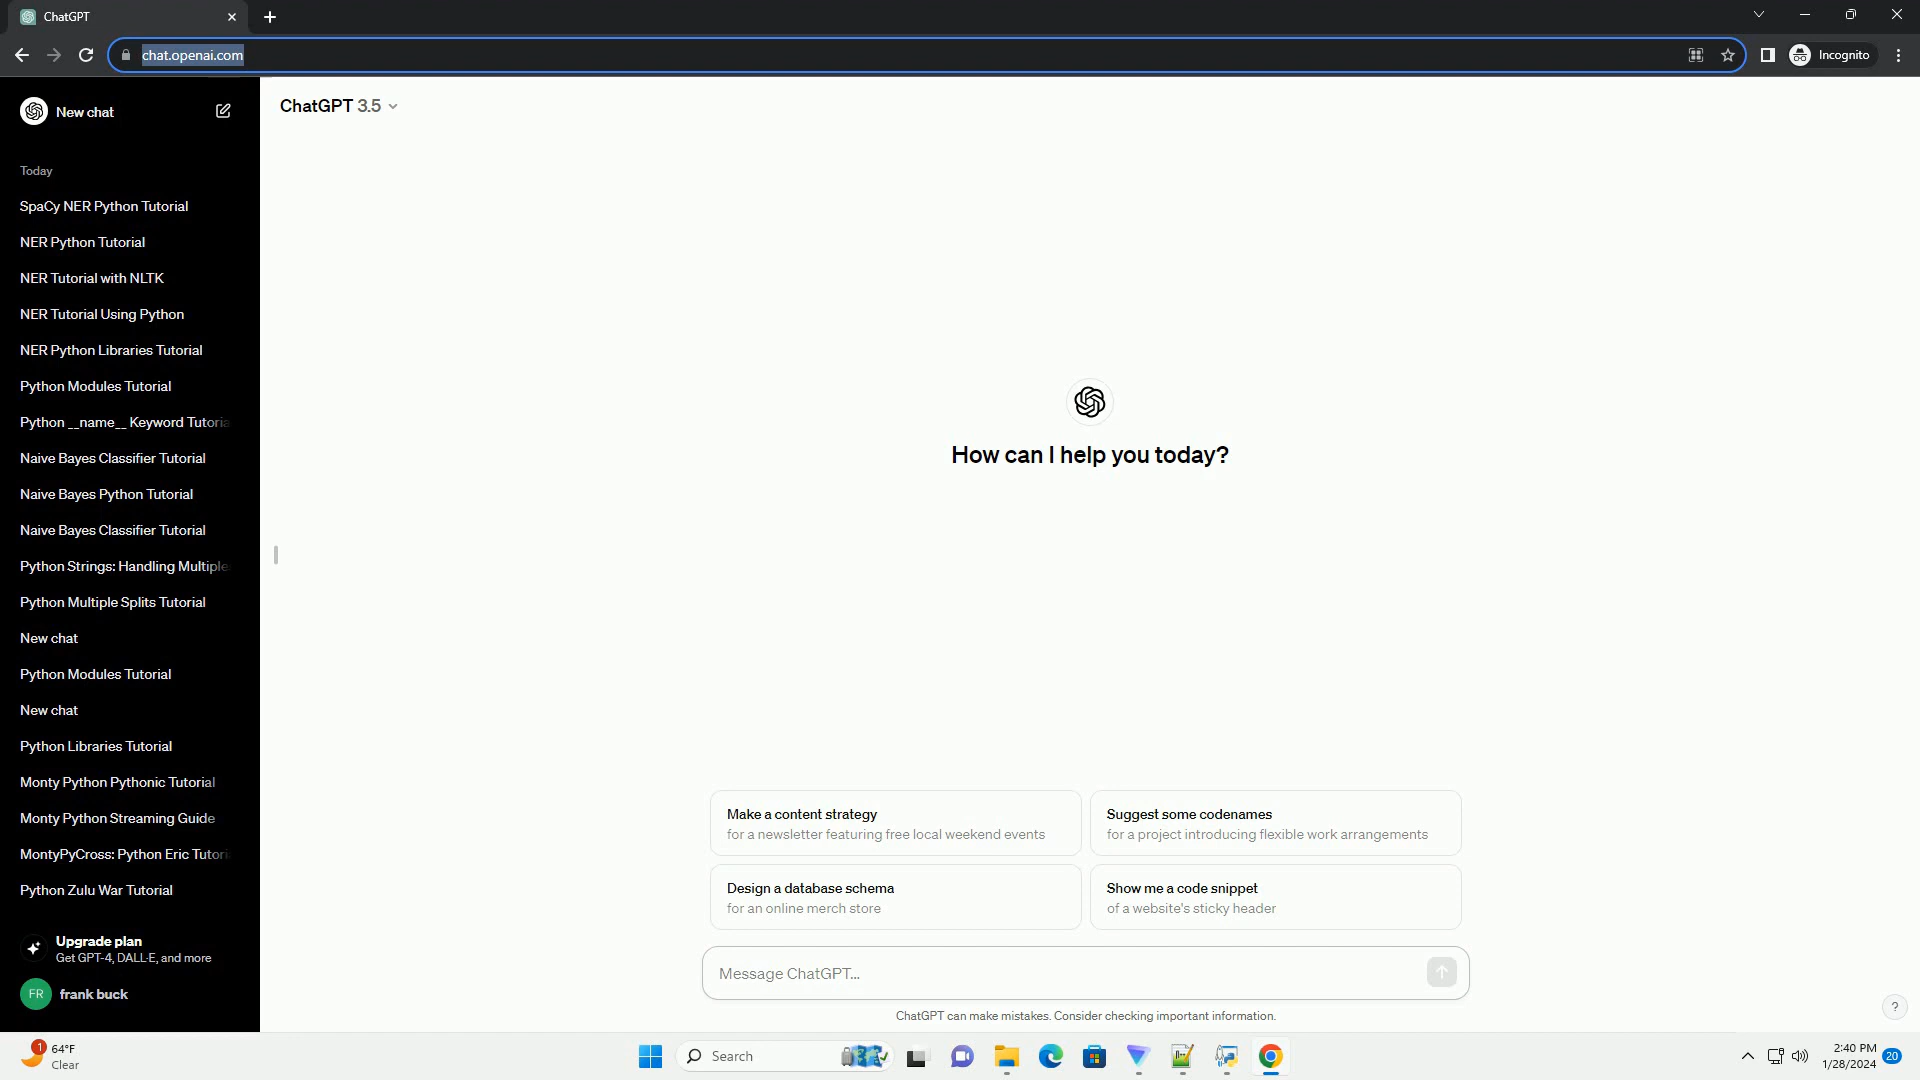 ChatGPT
chat.openai.com
Incognito
New chat
ChatGPT 3.5
Today
SpaCy NER Python Tutorial
NER Python Tutorial
NER Tutorial with NLTK
NER Tutorial Using Python
NER Python Libraries Tutorial
Python Modules Tutorial
Python __name__ Keyword Tutoria
Naive Bayes Classifier Tutorial
Naive Bayes Python Tutorial
Naive Bayes Classifier Tutorial
Python Strings: Handling Multiple
Python Multiple Splits Tutorial
New chat
Python Modules Tutorial
New chat
Python Libraries Tutorial
Monty Python Pythonic Tutorial
Monty Python Streaming Guide
MontyPyCross: Python Eric Tutori
Python Zulu War Tutorial
Upgrade plan
Get GPT-4, DALL·E, and more
FR
frank buck
How can I help you today?
Make a content strategy
for a newsletter featuring free local weekend events
Suggest some codenames
for a project introducing flexible work arrangements
Design a database schema
for an online merch store
Show me a code snippet
of a website's sticky header
Message ChatGPT...
ChatGPT can make mistakes. Consider checking important information.
?
1
64°F
Clear
Search
2:40 PM
1/28/2024
20